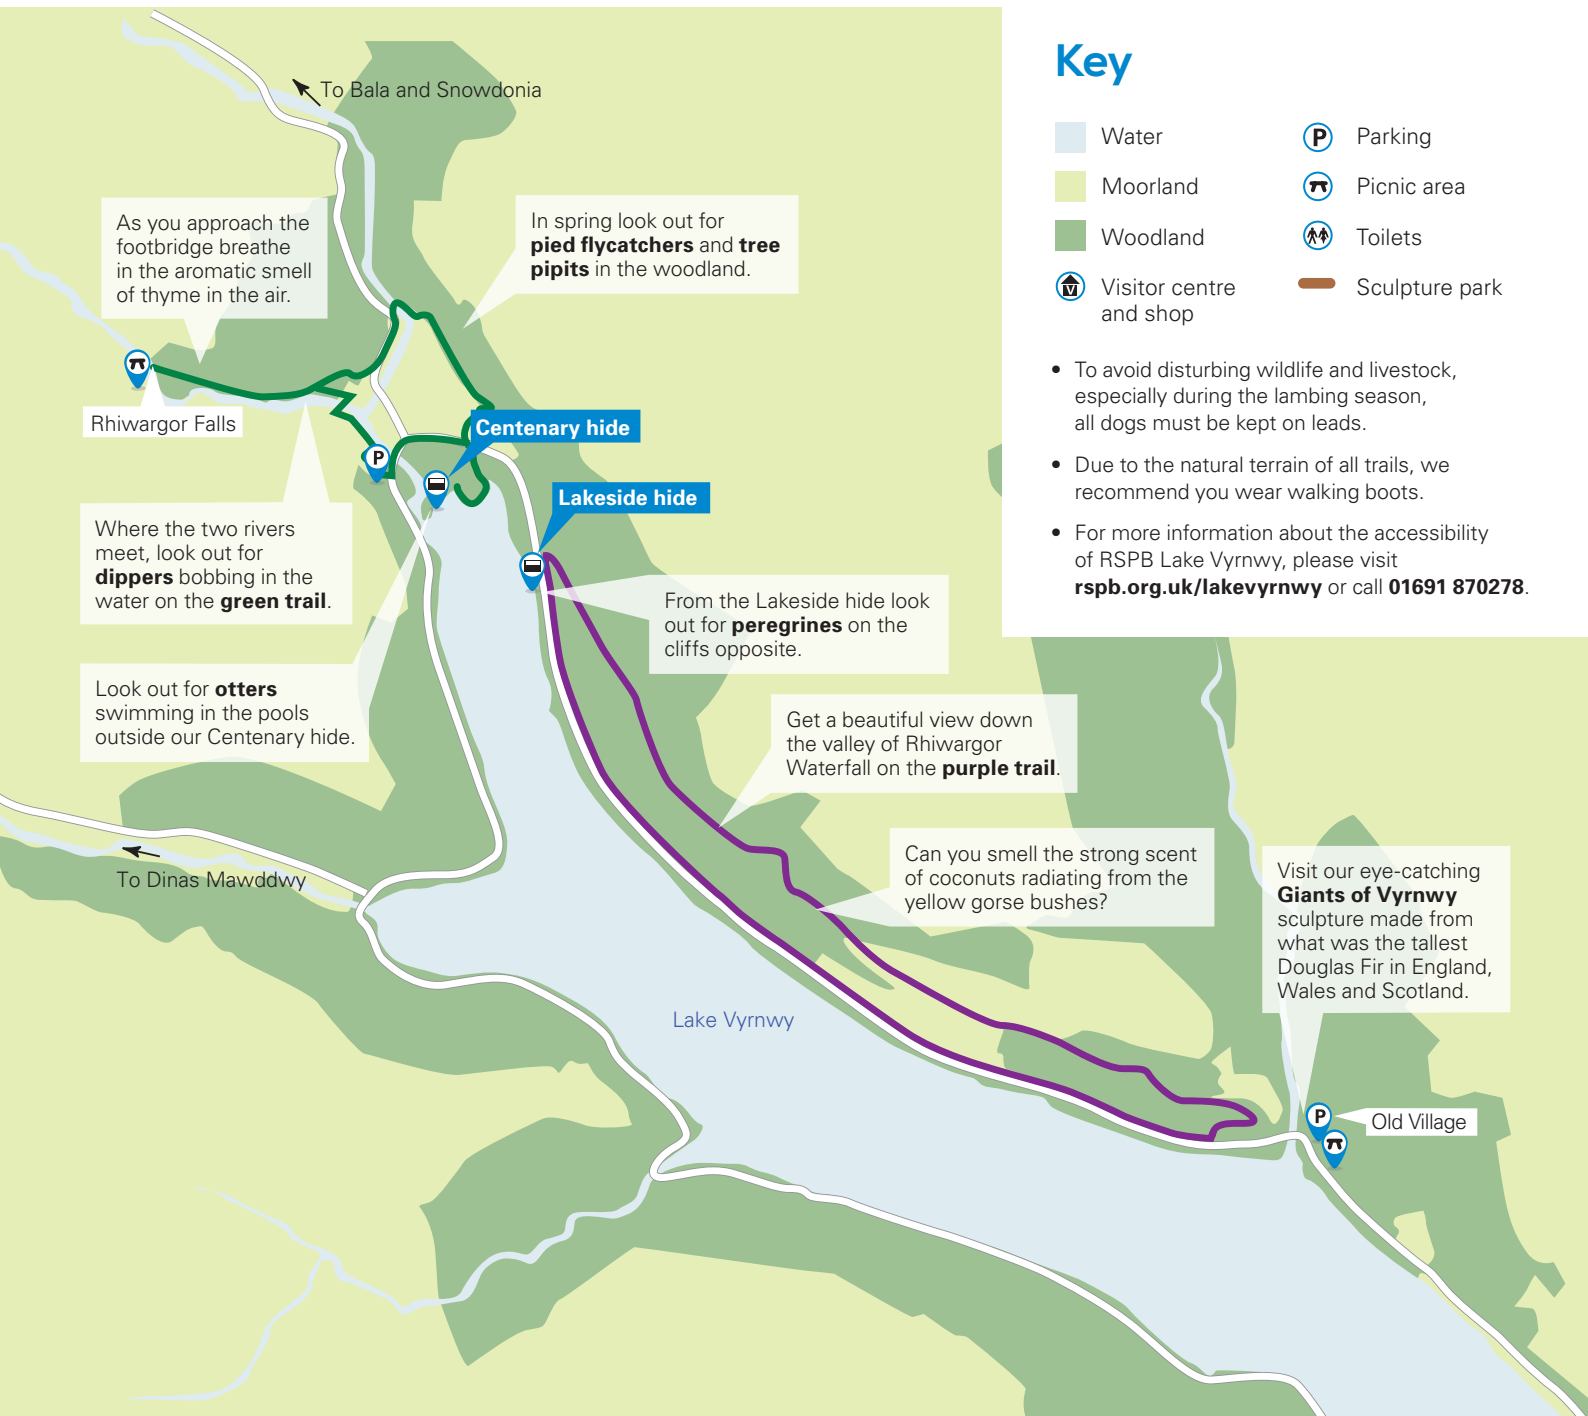 To Bala and Snowdonia
As you approach the
footbridge breathe
in the aromatic smell
of thyme in the air.
In spring look out for
pied flycatchers and tree
pipits in the woodland.
Rhiwargor Falls
P
Centenary hide
Lakeside hide
Where the two rivers
meet, look out for
dippers bobbing in the
water on the green trail.
From the Lakeside hide look
out for peregrines on the
cliffs opposite.
Look out for otters
swimming in the pools
outside our Centenary hide.
Get a beautiful view down
the valley of Rhiwargor
Waterfall on the purple trail.
Can you smell the strong scent
of coconuts radiating from the
yellow gorse bushes?
To Dinas Mawddwy
Visit our eye-catching
Giants of Vyrnwy
sculpture made from
what was the tallest
Douglas Fir in England,
Wales and Scotland.
Lake Vyrnwy
P
Old Village
Key
Water
Moorland
Woodland
V
Visitor centre
and shop
P
Parking
Picnic area
Toilets
Sculpture park
• To avoid disturbing wildlife and livestock,
especially during the lambing season,
all dogs must be kept on leads.
• Due to the natural terrain of all trails, we
recommend you wear walking boots.
• For more information about the accessibility
of RSPB Lake Vyrnwy, please visit
rspb.org.uk/lakevyrnwy or call 01691 870278.